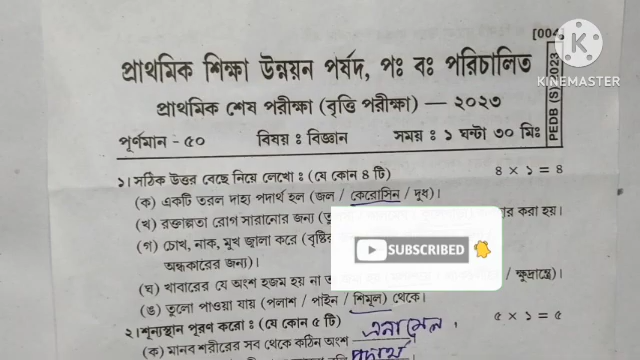 [004]
KINEMASTER
প্রাথমিক শিক্ষা উন্নয়ন পর্ষদ, পঃ বঃ পরিচালিত
প্রাথমিক শেষ পরীক্ষা (বৃত্তি পরীক্ষা) — ২০২৩
PEDB (S) 2023
পূর্ণমান - ৫০ বিষয় : বিজ্ঞান সময় : ১ ঘন্টা ৩০ মিঃ
১। সঠিক উত্তর বেছে নিয়ে লেখো : (যে কোন ৪ টি) ৪ × ১ = ৪
(ক) একটি তরল দাহ্য পদার্থ হল (জল / কেরোসিন / দুধ)।
(খ) রক্তাল্পতা রোগ সারানোর জন্য করা হয়।
(গ) চোখ, নাক, মুখ জ্বালা করে (বৃষ্টির
SUBSCRIBED
অন্ধকারের জন্য)।
(ঘ) খাবারের যে অংশ হজম হয় না / ক্ষুদ্রান্ত্রে)।
(ঙ) তুলো পাওয়া যায় (পলাশ / পাইন / শিমূল) থেকে।
২। শূন্যস্থান পূরণ করো : (যে কোন ৫ টি) ৫ × ১ = ৫
এনামেল
(ক) মানব শরীরের সব থেকে কঠিন অংশ
পদার্থ